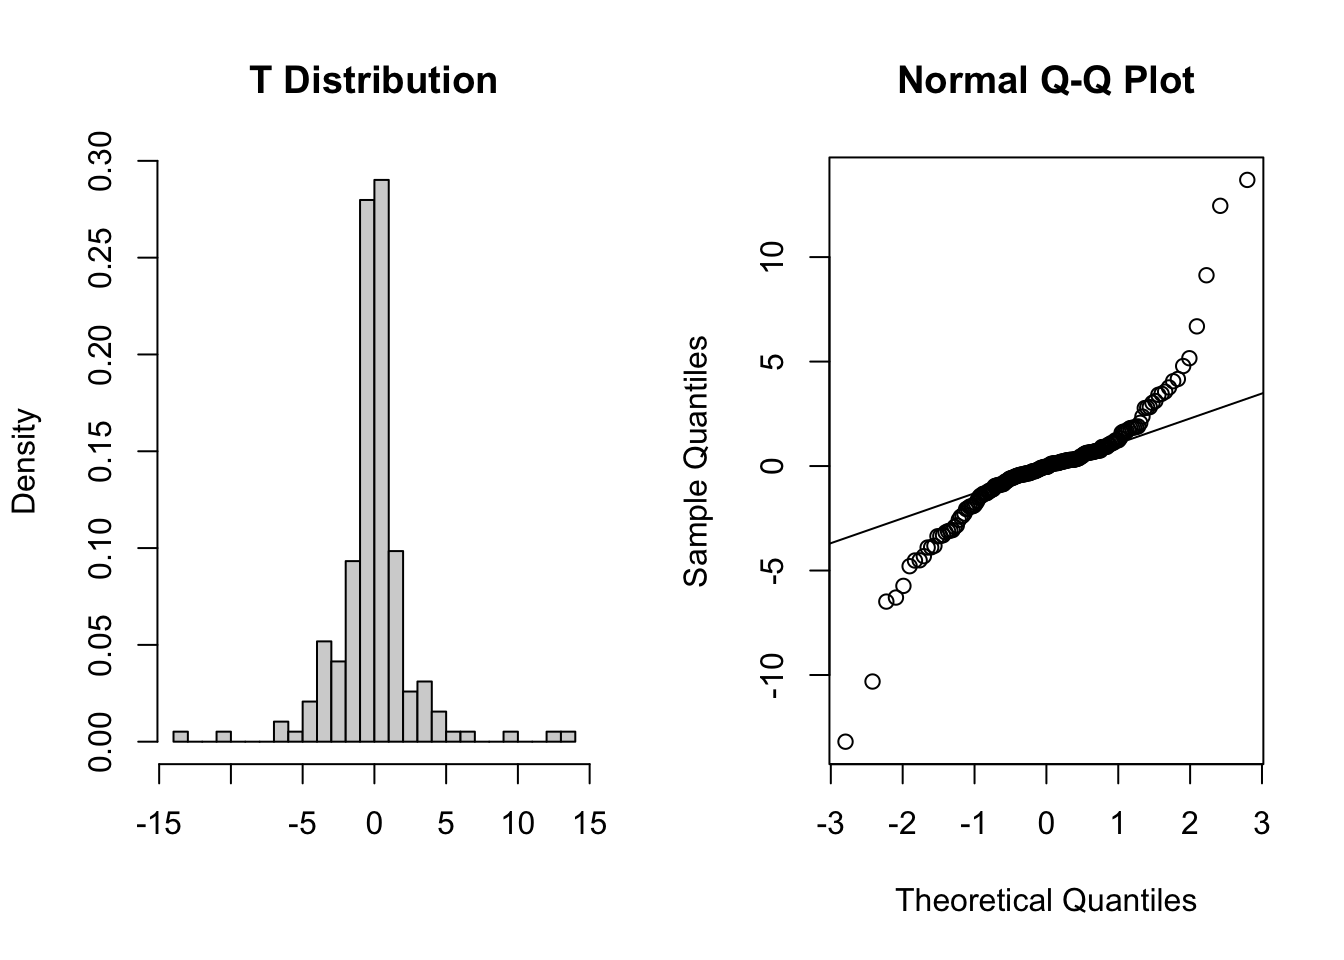 T Distribution
Density
0.00 0.05 0.10 0.15 0.20 0.25 0.30
-15 -5 0 5 10 15
Normal Q-Q Plot
Sample Quantiles
-10 -5 0 5 10
-3 -2 -1 0 1 2 3
Theoretical Quantiles